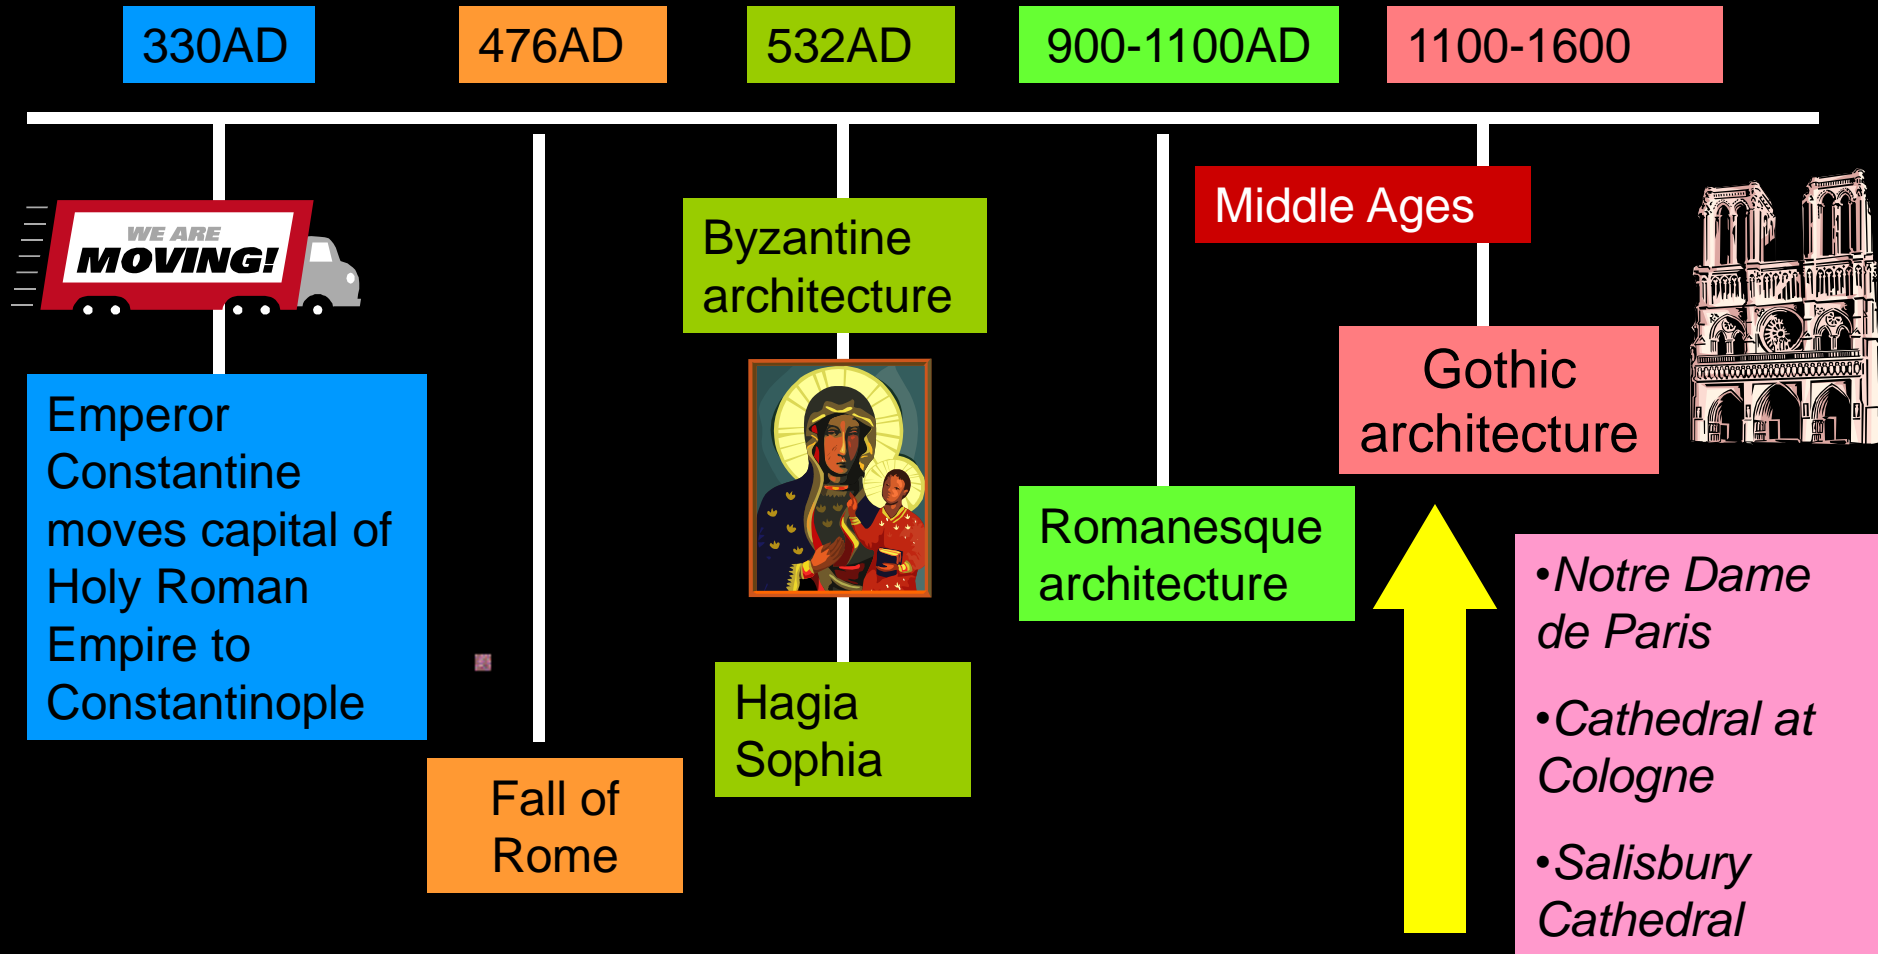 330AD
476AD
532AD
900-1100AD
1100-1600
WE ARE
MOVING!
Emperor
Constantine
moves capital of
Holy Roman
Empire to
Constantinople
Fall of
Rome
Byzantine
architecture
Hagia
Sophia
Romanesque
architecture
Middle Ages
Gothic
architecture
•Notre Dame
de Paris
•Cathedral at
Cologne
•Salisbury
Cathedral